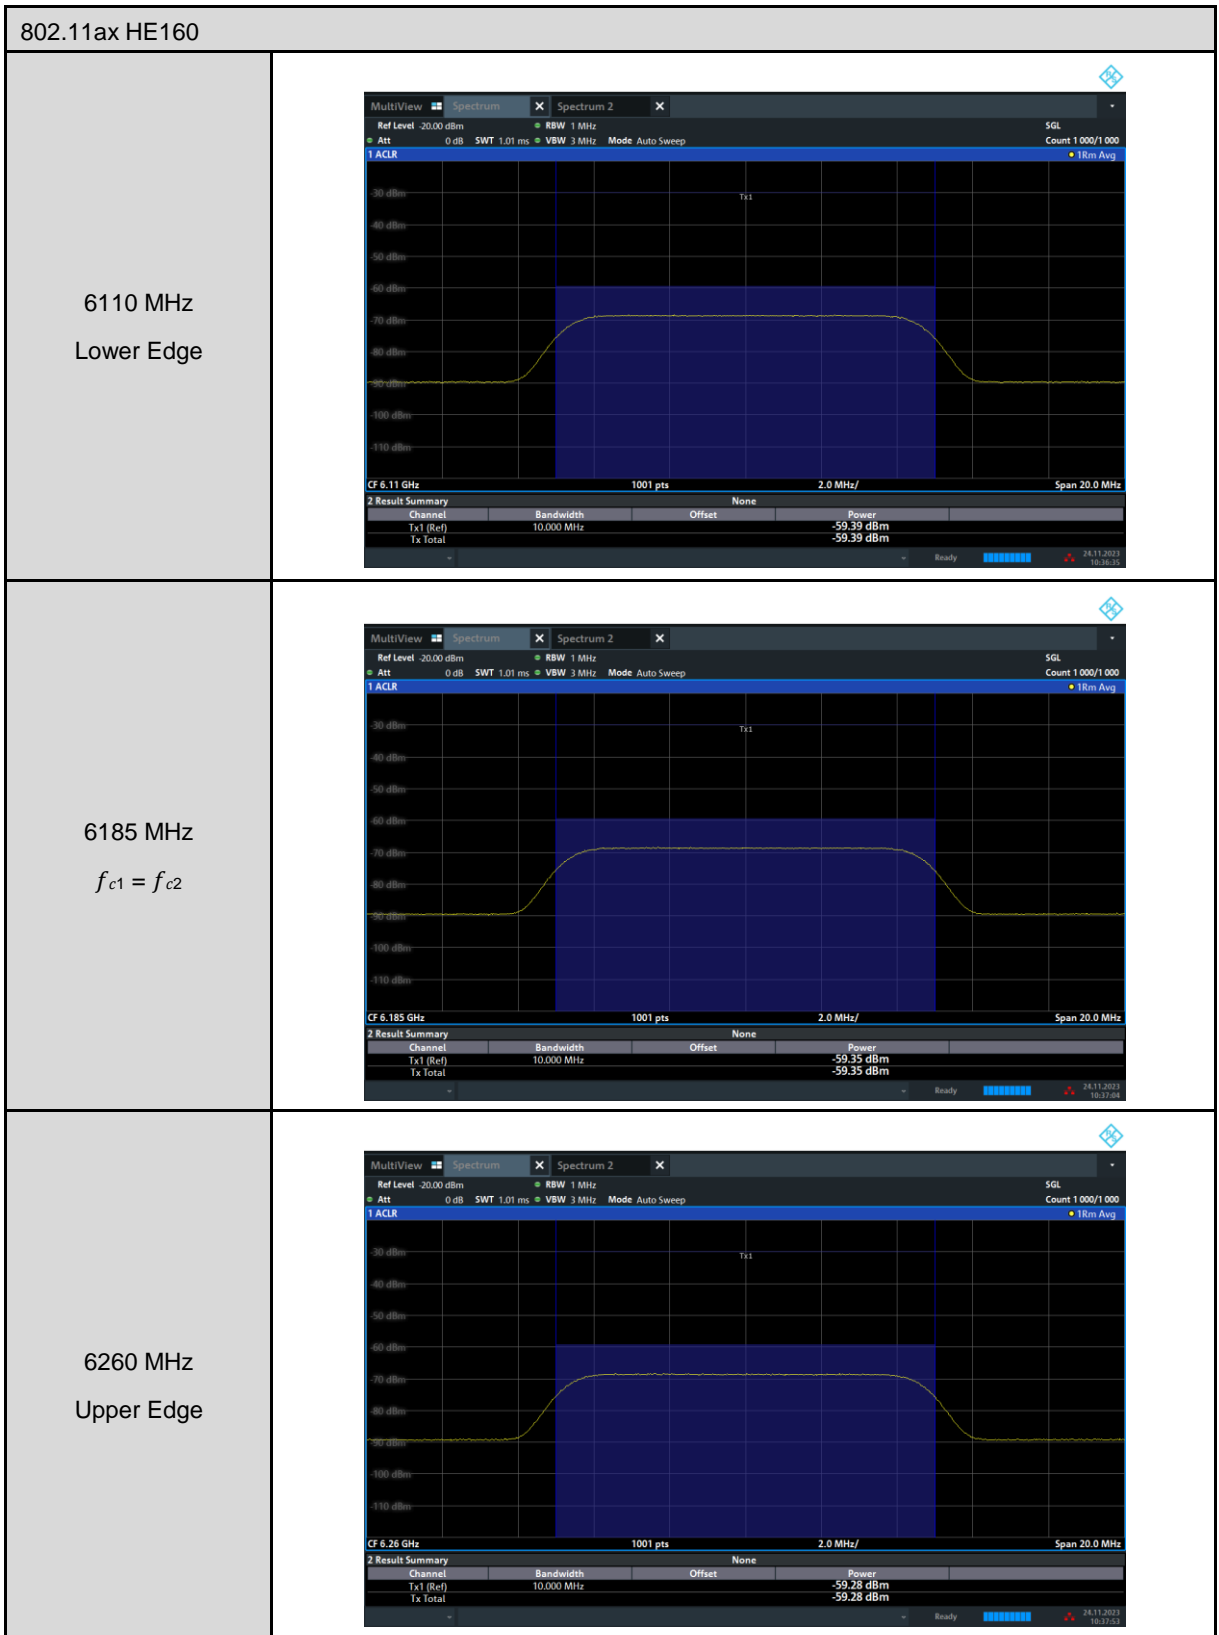 802.11ax HE160
6110 MHz
Lower Edge
MultiView Spectrum X Spectrum 2 X
Ref Level -20.00 dBm RBW 1 MHz SGL
Att 0 dB SWT 1.01 ms VBW 3 MHz Mode Auto Sweep Count 1 000/1 000
1 ACLR 1Rm Avg
Tx1
-30 dBm
-40 dBm
-50 dBm
-60 dBm
-70 dBm
-80 dBm
-90 dBm
-100 dBm
-110 dBm
CF 6.11 GHz 1001 pts 2.0 MHz/ Span 20.0 MHz
2 Result Summary None
Channel Bandwidth Offset Power
Tx1 (Ref) 10.000 MHz -59.39 dBm
Tx Total -59.39 dBm
Ready 24.11.2023
10:36:35
6185 MHz
fc1 = fc2
MultiView Spectrum X Spectrum 2 X
Ref Level -20.00 dBm RBW 1 MHz SGL
Att 0 dB SWT 1.01 ms VBW 3 MHz Mode Auto Sweep Count 1 000/1 000
1 ACLR 1Rm Avg
Tx1
-30 dBm
-40 dBm
-50 dBm
-60 dBm
-70 dBm
-80 dBm
-90 dBm
-100 dBm
-110 dBm
CF 6.185 GHz 1001 pts 2.0 MHz/ Span 20.0 MHz
2 Result Summary None
Channel Bandwidth Offset Power
Tx1 (Ref) 10.000 MHz -59.35 dBm
Tx Total -59.35 dBm
Ready 24.11.2023
10:37:04
6260 MHz
Upper Edge
MultiView Spectrum X Spectrum 2 X
Ref Level -20.00 dBm RBW 1 MHz SGL
Att 0 dB SWT 1.01 ms VBW 3 MHz Mode Auto Sweep Count 1 000/1 000
1 ACLR 1Rm Avg
Tx1
-30 dBm
-40 dBm
-50 dBm
-60 dBm
-70 dBm
-80 dBm
-90 dBm
-100 dBm
-110 dBm
CF 6.26 GHz 1001 pts 2.0 MHz/ Span 20.0 MHz
2 Result Summary None
Channel Bandwidth Offset Power
Tx1 (Ref) 10.000 MHz -59.28 dBm
Tx Total -59.28 dBm
Ready 24.11.2023
10:37:53